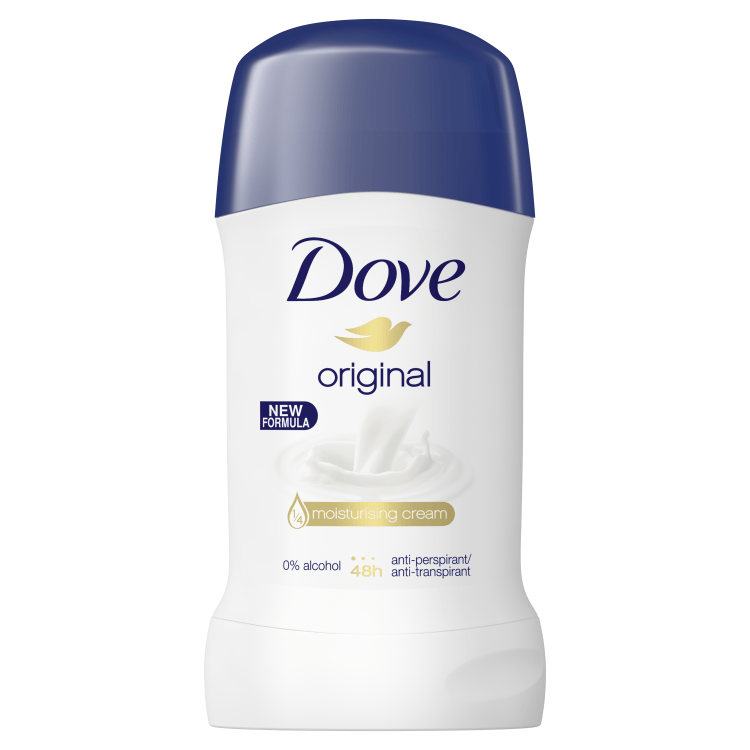 Dove
original
NEW
FORMULA
¼ moisturising cream
0% alcohol
48h
anti-perspirant/
anti-transpirant